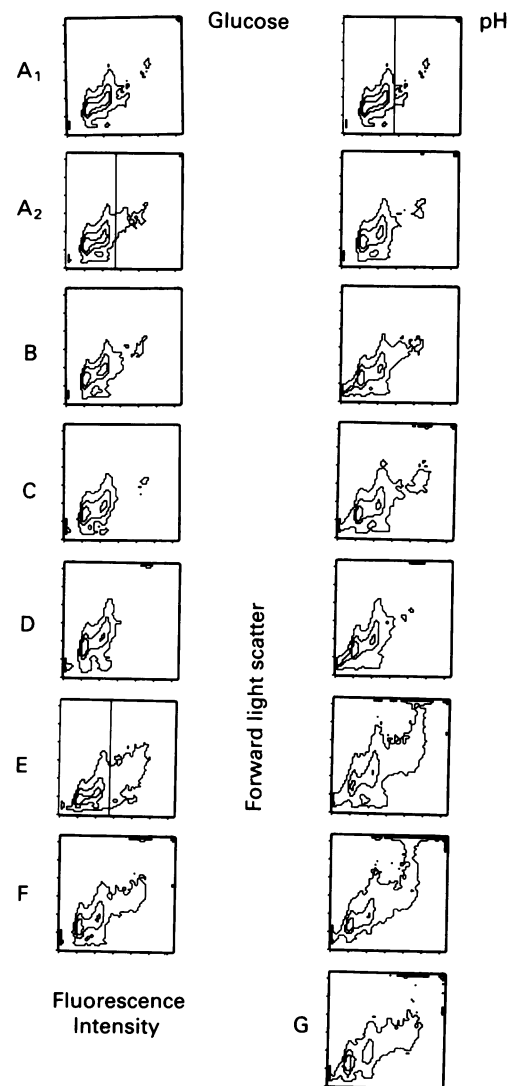 Glucose
pH
A1
A2
B
C
D
E
F
G
Forward light scatter
Fluorescence
Intensity